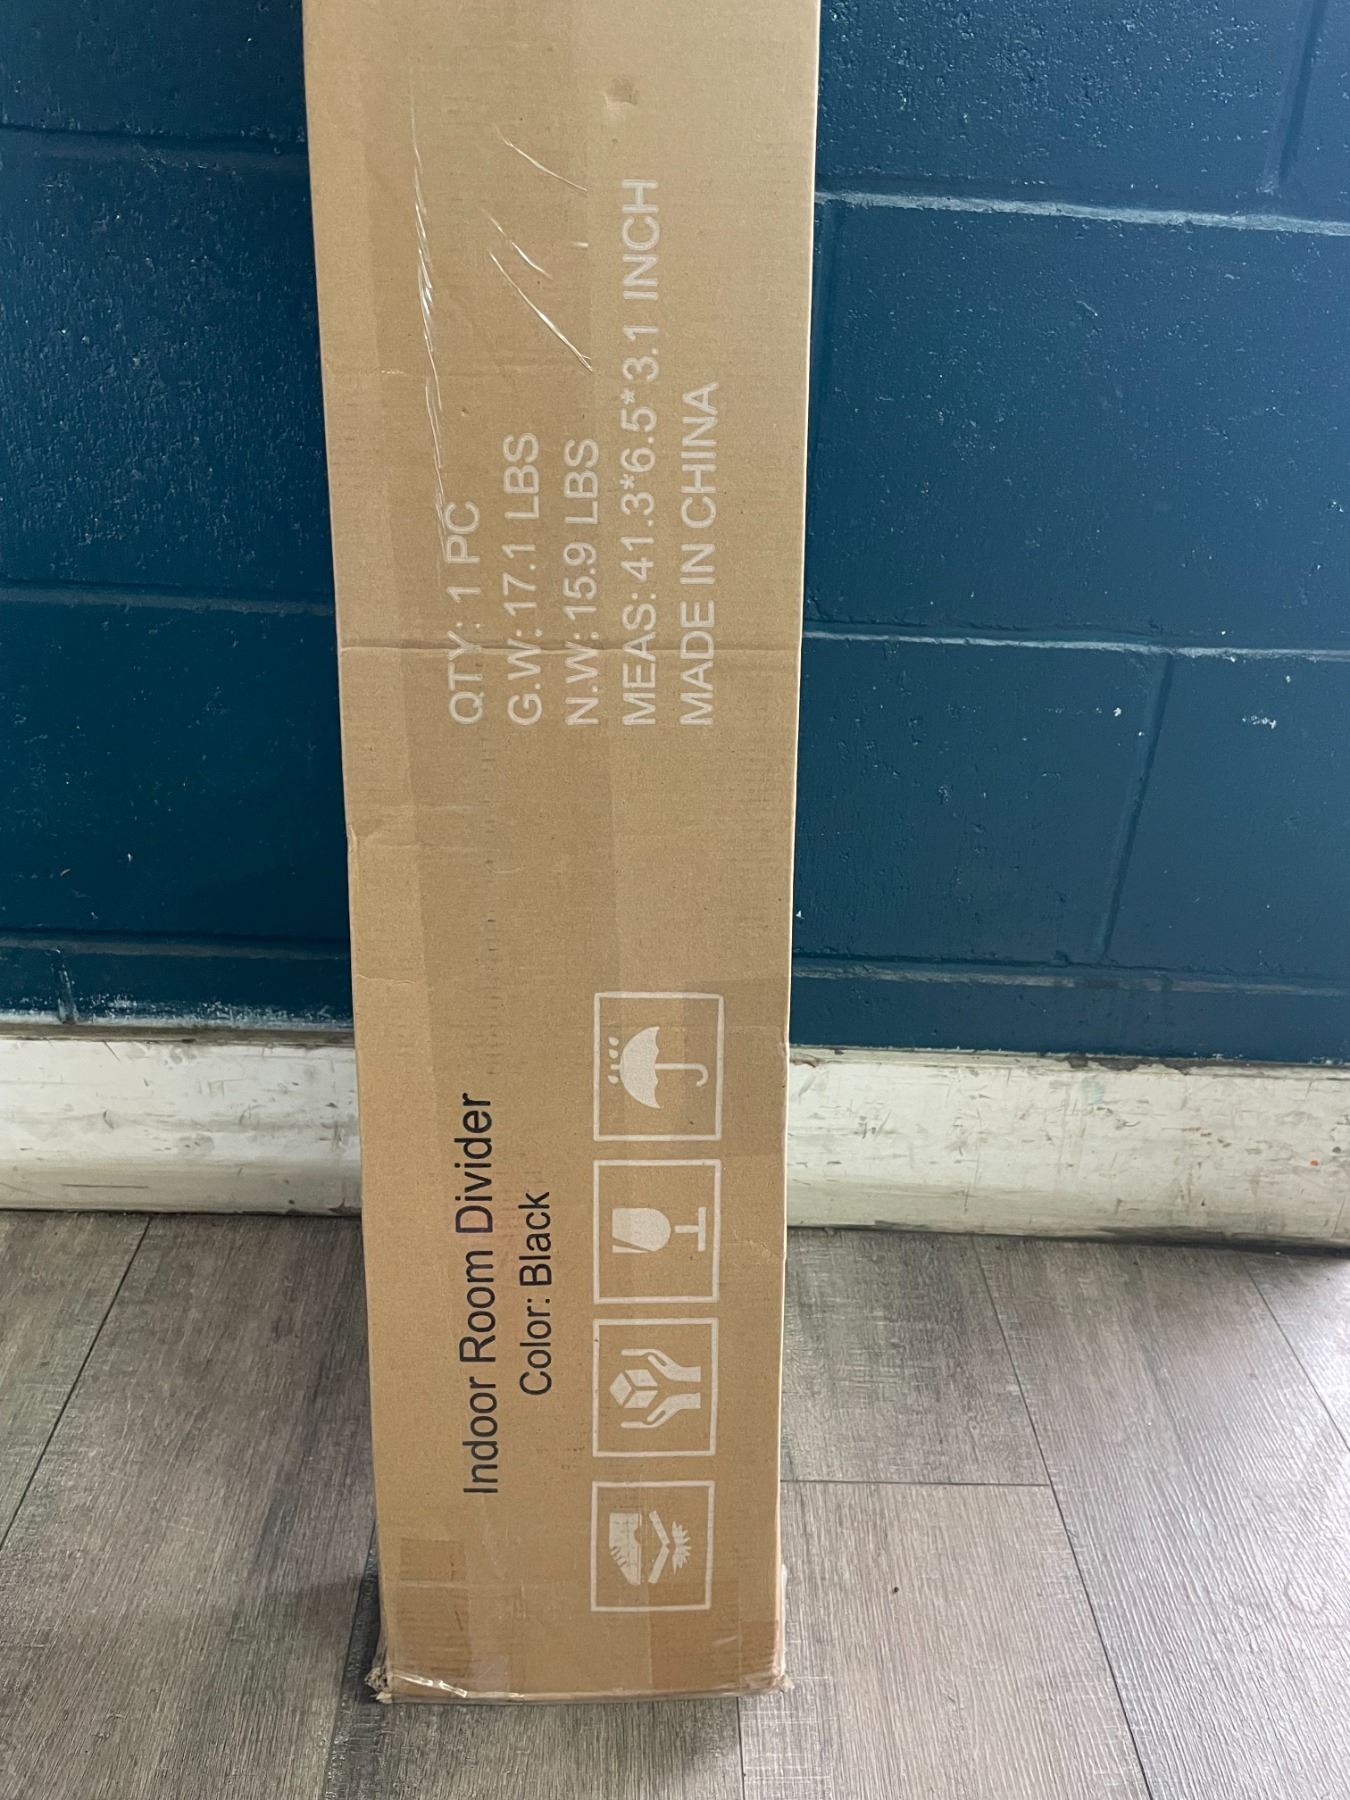 QTY: 1 PC
G.W: 17.1 LBS
N.W: 15.9 LBS
MEAS: 41.3*6.5*3.1 INCH
MADE IN CHINA
Indoor Room Divider
Color: Black